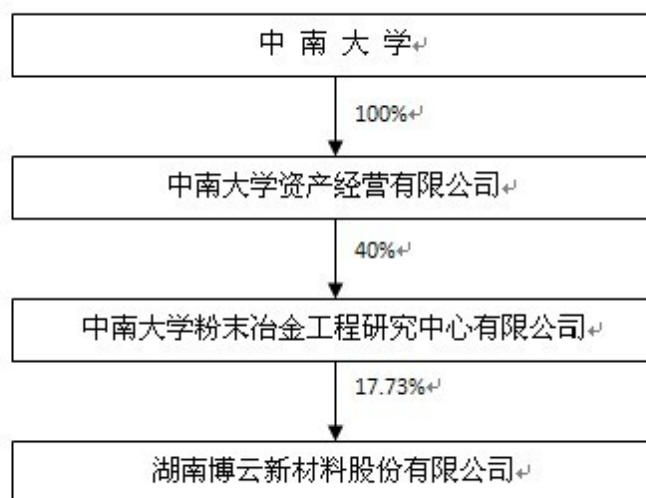 中 南 大 学↵
100%↵
中南大学资产经营有限公司↵
40%↵
中南大学粉末冶金工程研究中心有限公司↵
17.73%↵
湖南博云新材料股份有限公司↵